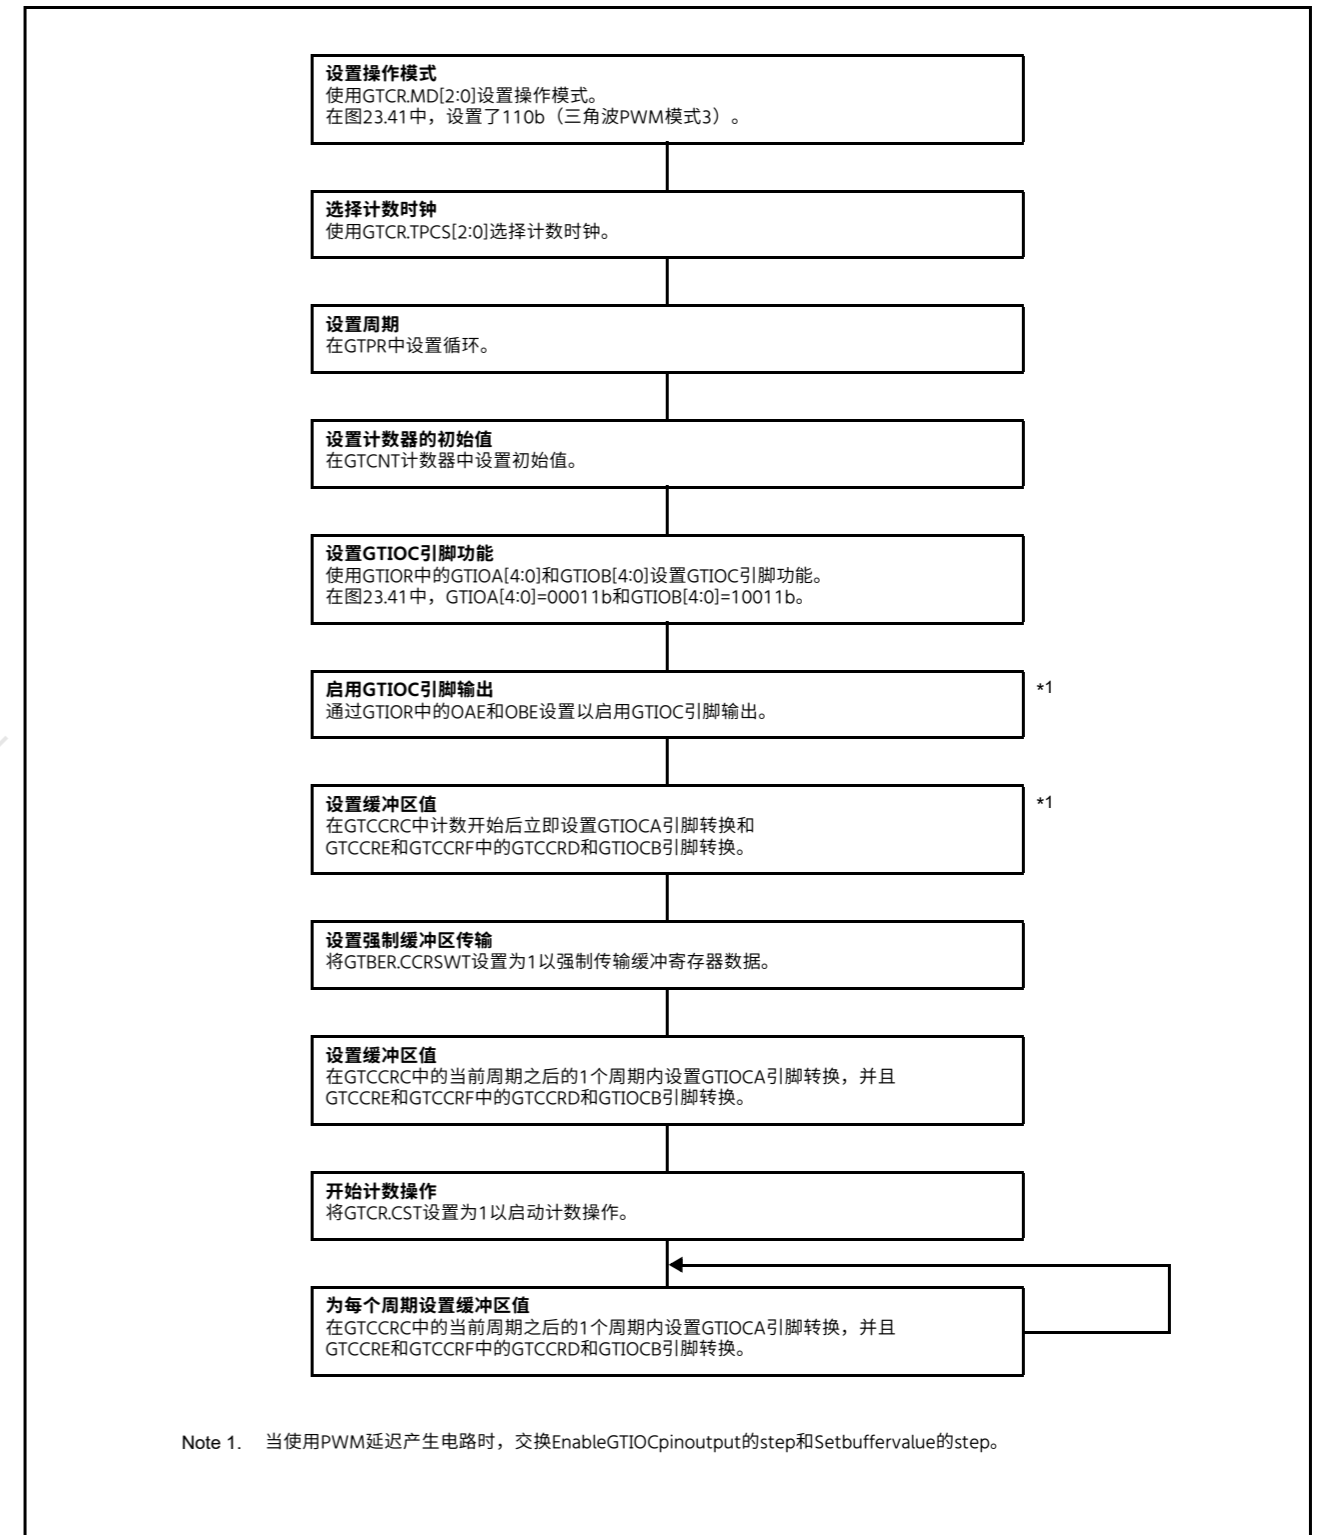 设置操作模式
使用GTCR.MD[2:0]设置操作模式。
在图23.41中，设置了110b（三角波PWM模式3）。
选择计数时钟
使用GTCR.TPCS[2:0]选择计数时钟。
设置周期
在GTPR中设置循环。
设置计数器的初始值
在GTCNT计数器中设置初始值。
设置GTIOC引脚功能
使用GTIOR中的GTIOA[4:0]和GTIOB[4:0]设置GTIOC引脚功能。
在图23.41中，GTIOA[4:0]=00011b和GTIOB[4:0]=10011b。
启用GTIOC引脚输出
通过GTIOR中的OAE和OBE设置以启用GTIOC引脚输出。
*1
设置缓冲区值
在GTCCRC中计数开始后立即设置GTIOCA引脚转换和
GTCCRE和GTCCRF中的GTCCRD和GTIOCB引脚转换。
*1
设置强制缓冲区传输
将GTBER.CCRSWT设置为1以强制传输缓冲寄存器数据。
设置缓冲区值
在GTCCRC中的当前周期之后的1个周期内设置GTIOCA引脚转换，并且
GTCCRE和GTCCRF中的GTCCRD和GTIOCB引脚转换。
开始计数操作
将GTCR.CST设置为1以启动计数操作。
为每个周期设置缓冲区值
在GTCCRC中的当前周期之后的1个周期内设置GTIOCA引脚转换，并且
GTCCRE和GTCCRF中的GTCCRD和GTIOCB引脚转换。
Note 1. 当使用PWM延迟产生电路时，交换EnableGTIOCpinoutput的step和Setbuffervalue的step。